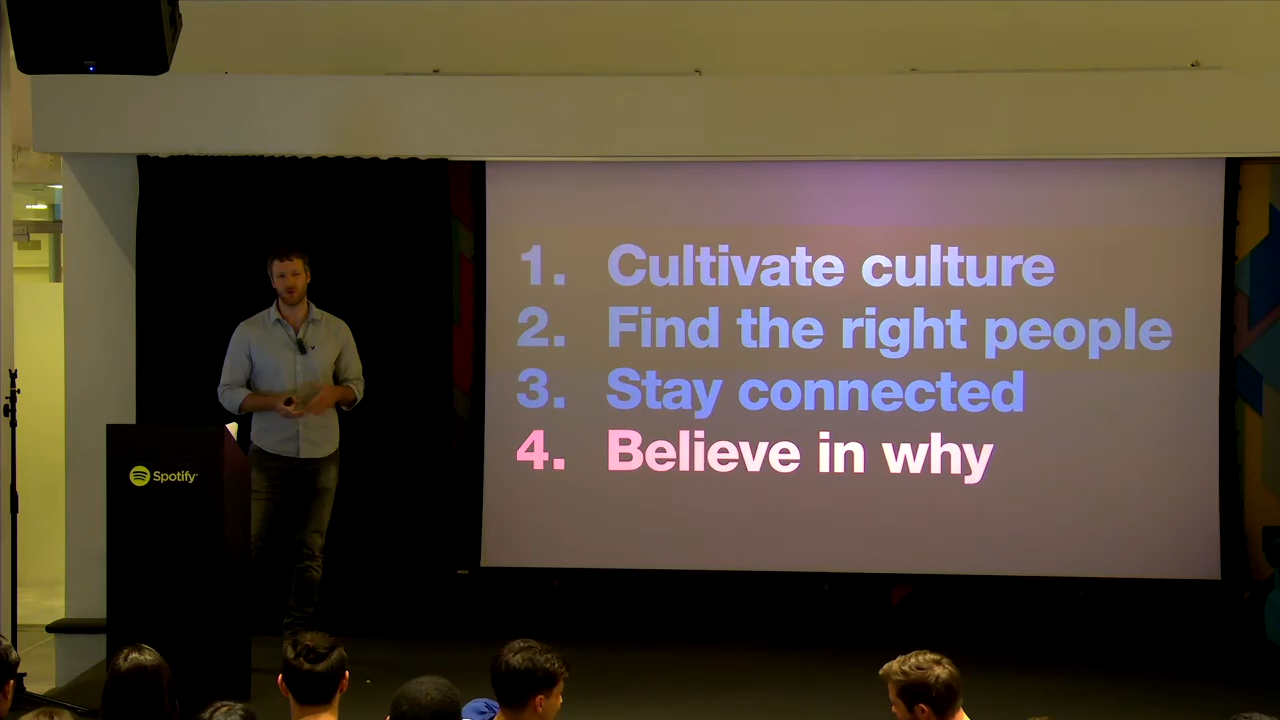 1. Cultivate culture
2. Find the right people
3. Stay connected
4. Believe in why
Spotify